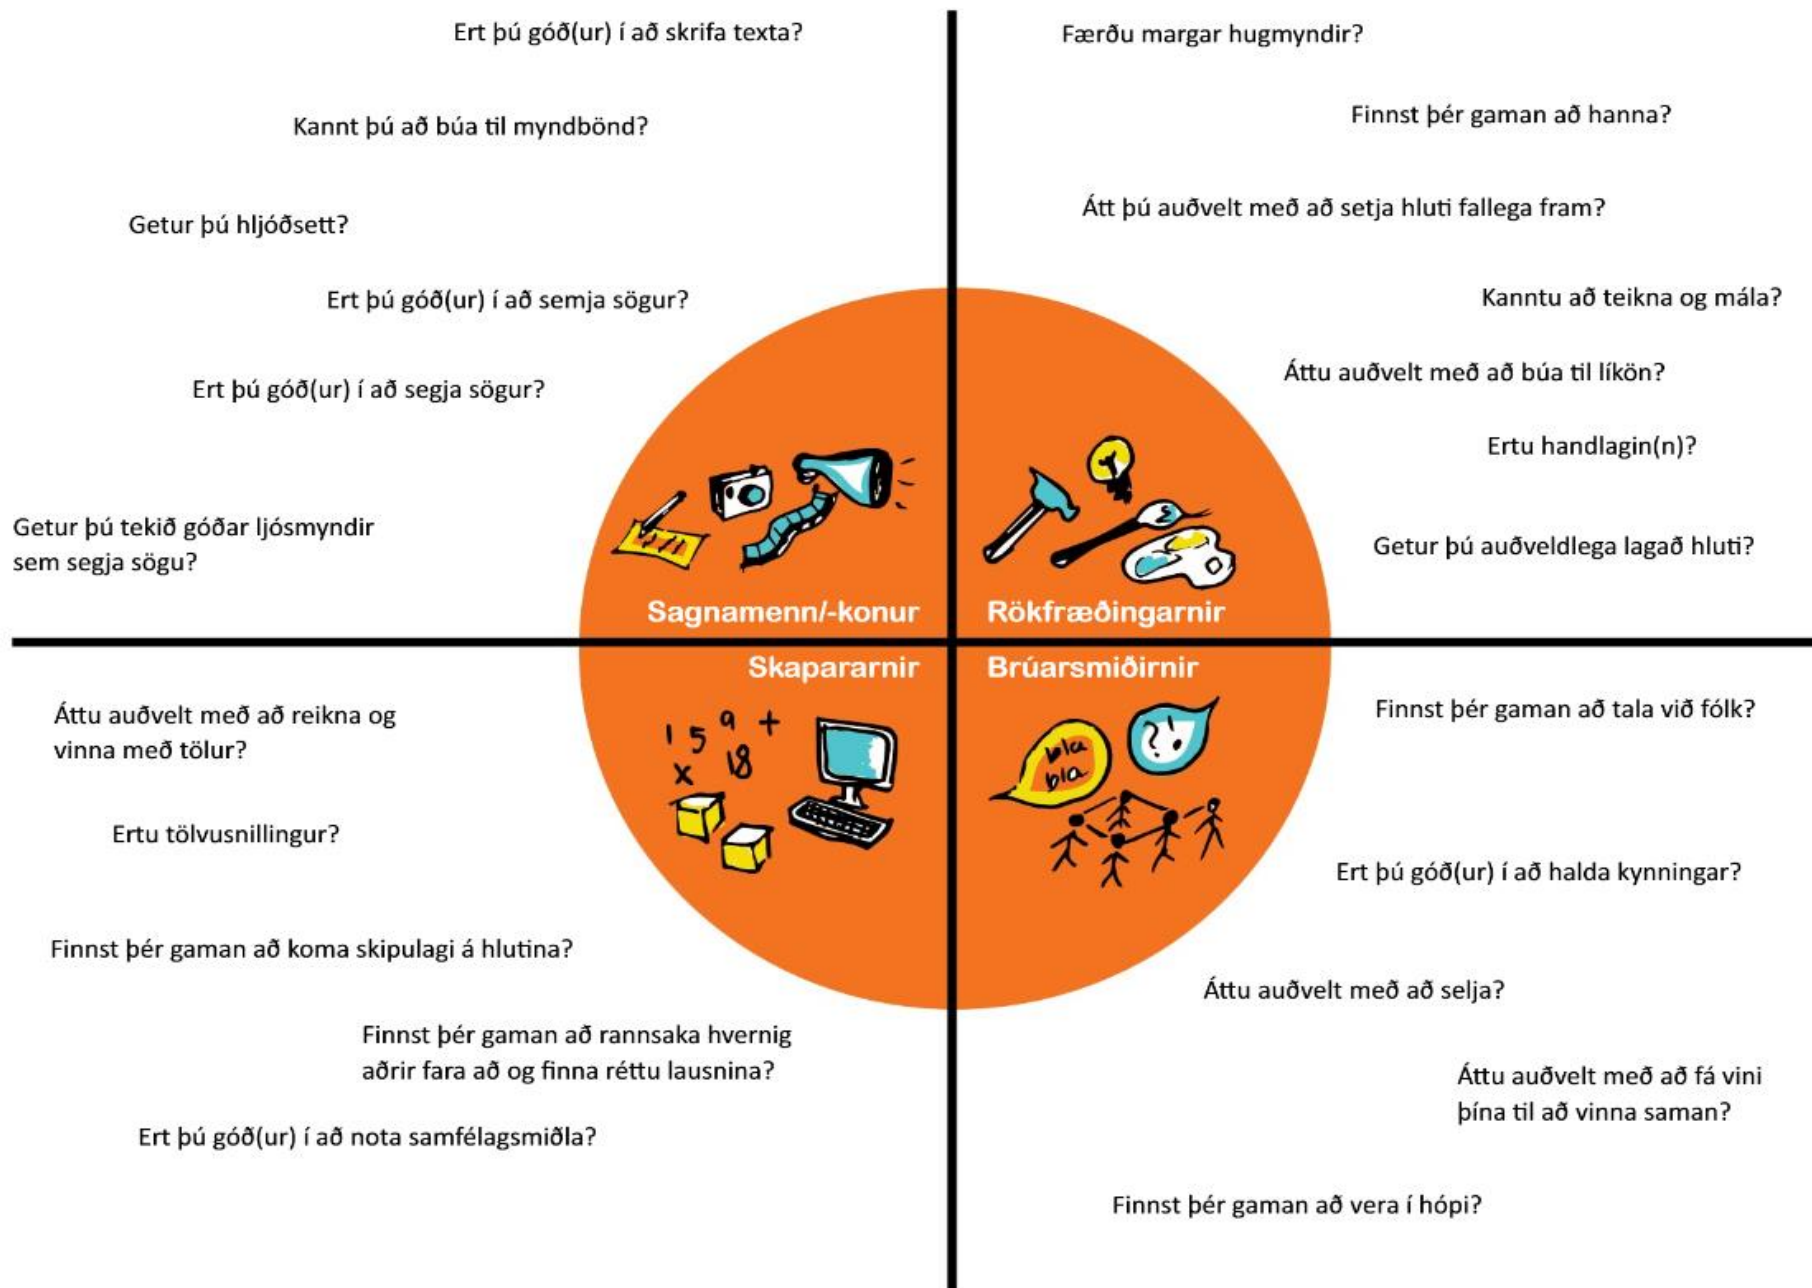 Ert þú góð(ur) í að skrifa texta?
Kannt þú að búa til myndbönd?
Getur þú hljóðsett?
Ert þú góð(ur) í að semja sögur?
Ert þú góð(ur) í að segja sögur?
Getur þú tekið góðar ljósmyndir
sem segja sögu?
Sagnamenn/-konur
Færðu margar hugmyndir?
Finnst þér gaman að hanna?
Átt þú auðvelt með að setja hluti fallega fram?
Kanntu að teikna og mála?
Áttu auðvelt með að búa til líkön?
Ertu handlagin(n)?
Getur þú auðveldlega lagað hluti?
Rökfræðingarnir
Skapararnir
1 5 9 +
x 18
Áttu auðvelt með að reikna og
vinna með tölur?
Ertu tölvusnillingur?
Finnst þér gaman að koma skipulagi á hlutina?
Finnst þér gaman að rannsaka hvernig
aðrir fara að og finna réttu lausnina?
Ert þú góð(ur) í að nota samfélagsmiðla?
Brúarsmiðirnir
bla
bla
?!
Finnst þér gaman að tala við fólk?
Ert þú góð(ur) í að halda kynningar?
Áttu auðvelt með að selja?
Áttu auðvelt með að fá vini
þína til að vinna saman?
Finnst þér gaman að vera í hópi?